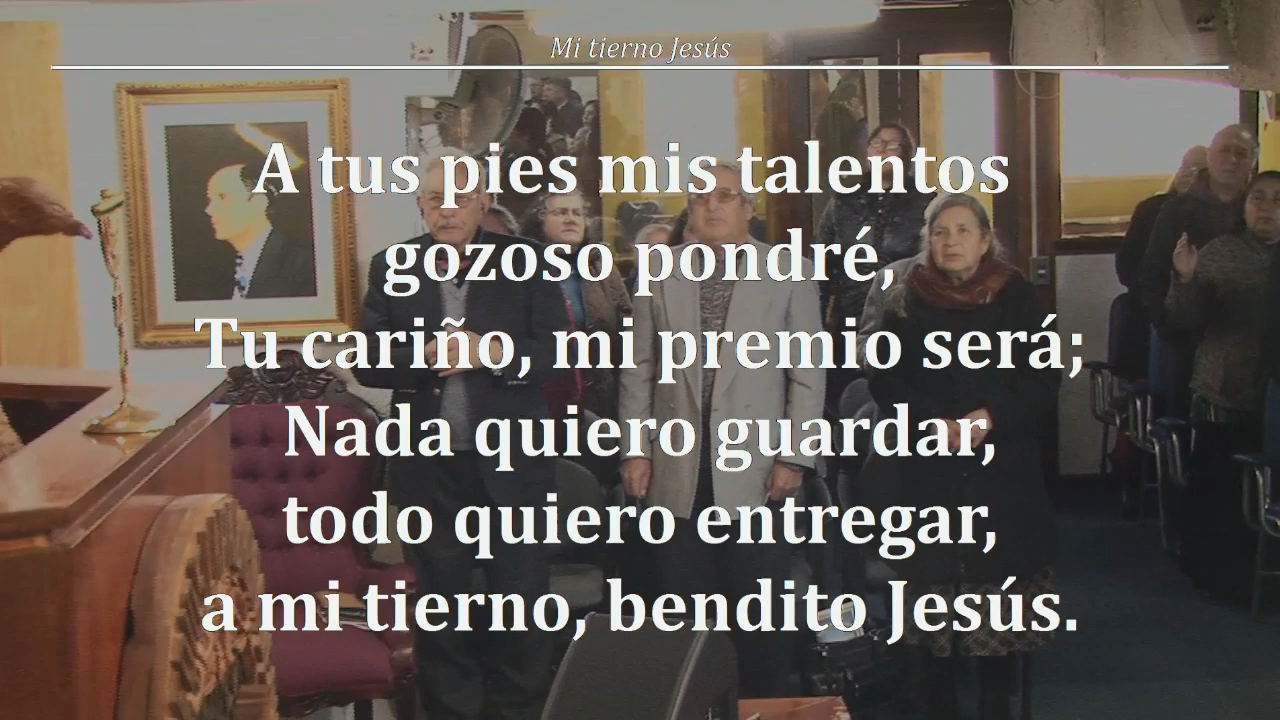 Mi tierno Jesús
A tus pies mis talentos
gozoso pondré,
Tu cariño, mi premio será;
Nada quiero guardar,
todo quiero entregar,
a mi tierno, bendito Jesús.